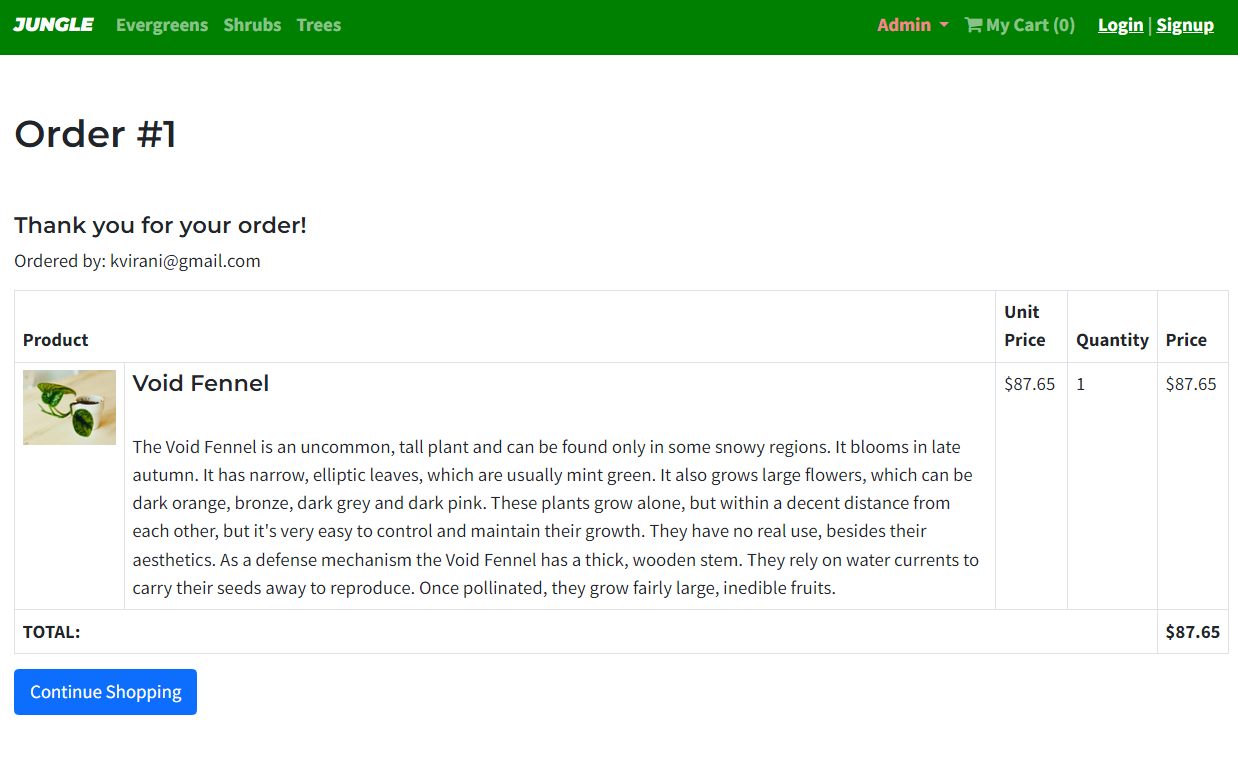 JUNGLE Evergreens Shrubs Trees Admin My Cart (0) Login | Signup
Order #1
Thank you for your order!
Ordered by: kvirani@gmail.com
Product Unit Price Quantity Price
Void Fennel $87.65 1 $87.65
The Void Fennel is an uncommon, tall plant and can be found only in some snowy regions. It blooms in late
autumn. It has narrow, elliptic leaves, which are usually mint green. It also grows large flowers, which can be
dark orange, bronze, dark grey and dark pink. These plants grow alone, but within a decent distance from
each other, but it's very easy to control and maintain their growth. They have no real use, besides their
aesthetics. As a defense mechanism the Void Fennel has a thick, wooden stem. They rely on water currents to
carry their seeds away to reproduce. Once pollinated, they grow fairly large, inedible fruits.
TOTAL: $87.65
Continue Shopping